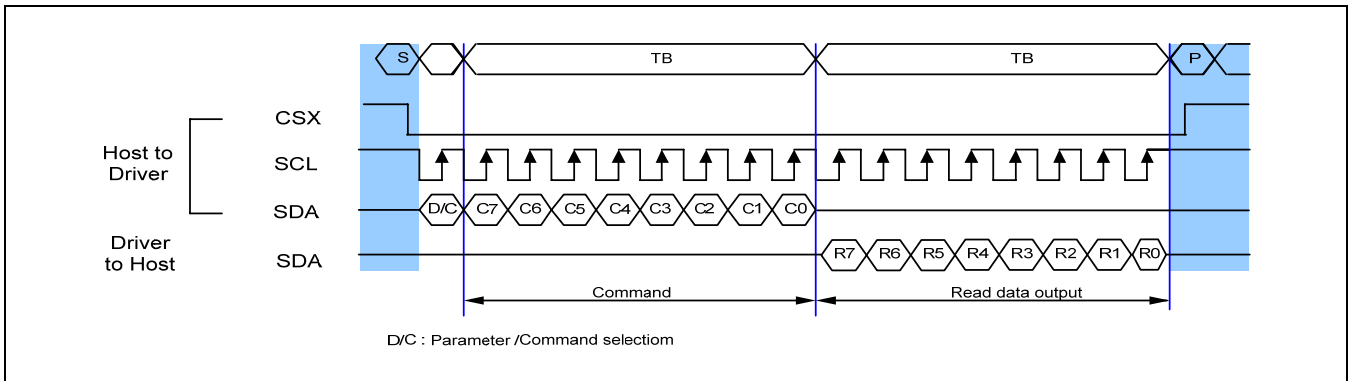 S TB TB P
CSX
Host to
Driver
SCL
SDA D/C C7 C6 C5 C4 C3 C2 C1 C0
Driver
to Host
SDA R7 R6 R5 R4 R3 R2 R1 R0
Command Read data output
D/C : Parameter /Command selectiom